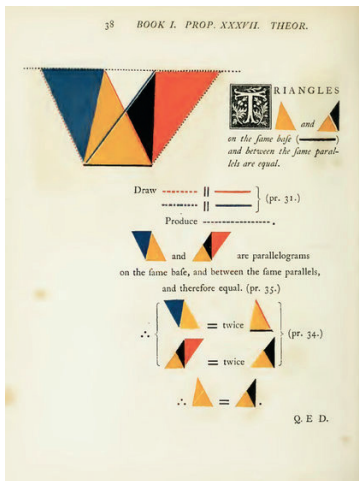 38 BOOK I. PROP. XXXVII. THEOR.
TRIANGLES
and
on the ſame baſe (
)
and between the ſame paral-
lels are equal.
Draw || } (pr. 31.)
||
Produce .
and are parallelograms
on the ſame baſe, and between the ſame parallels,
and therefore equal. (pr. 35.)
∴ { = twice } (pr. 34.)
= twice
∴ = .
Q. E D.